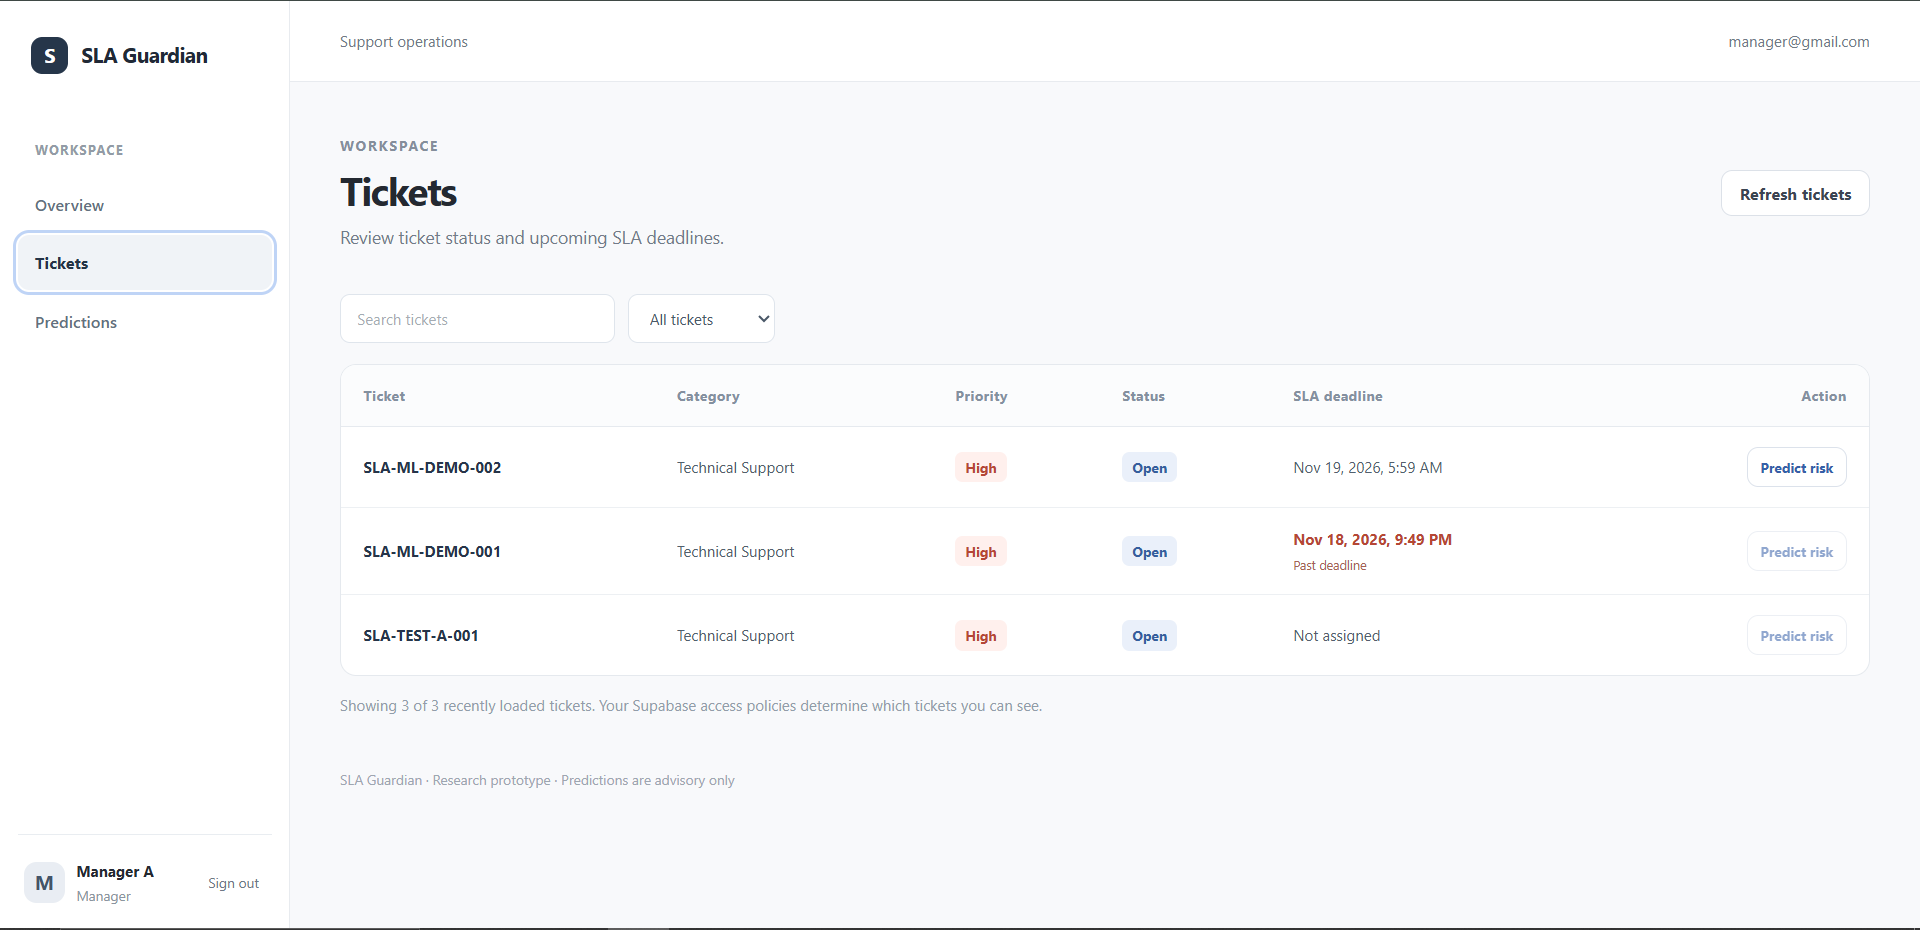 S SLA Guardian
WORKSPACE
Overview
Tickets
Predictions
M Manager A
Manager
Sign out
Support operations
manager@gmail.com
WORKSPACE
Tickets
Review ticket status and upcoming SLA deadlines.
Refresh tickets
Search tickets
All tickets
Ticket Category Priority Status SLA deadline Action
SLA-ML-DEMO-002 Technical Support High Open Nov 19, 2026, 5:59 AM Predict risk
SLA-ML-DEMO-001 Technical Support High Open Nov 18, 2026, 9:49 PM Predict risk
Past deadline
SLA-TEST-A-001 Technical Support High Open Not assigned Predict risk
Showing 3 of 3 recently loaded tickets. Your Supabase access policies determine which tickets you can see.
SLA Guardian · Research prototype · Predictions are advisory only